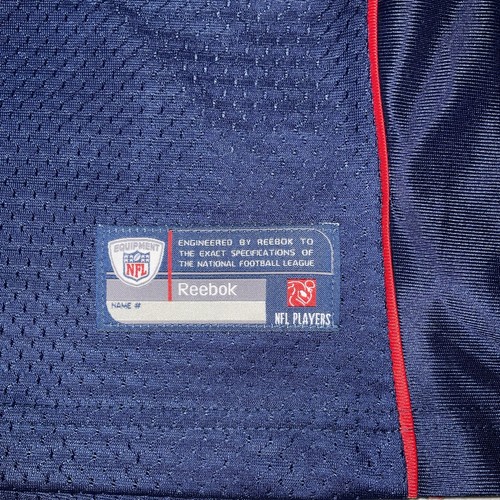 EQUIPMENT
NFL
ENGINEERED BY REEBOK TO
THE EXACT SPECIFICATIONS OF
THE NATIONAL FOOTBALL LEAGUE
Reebok
NAME #
NFL PLAYERS